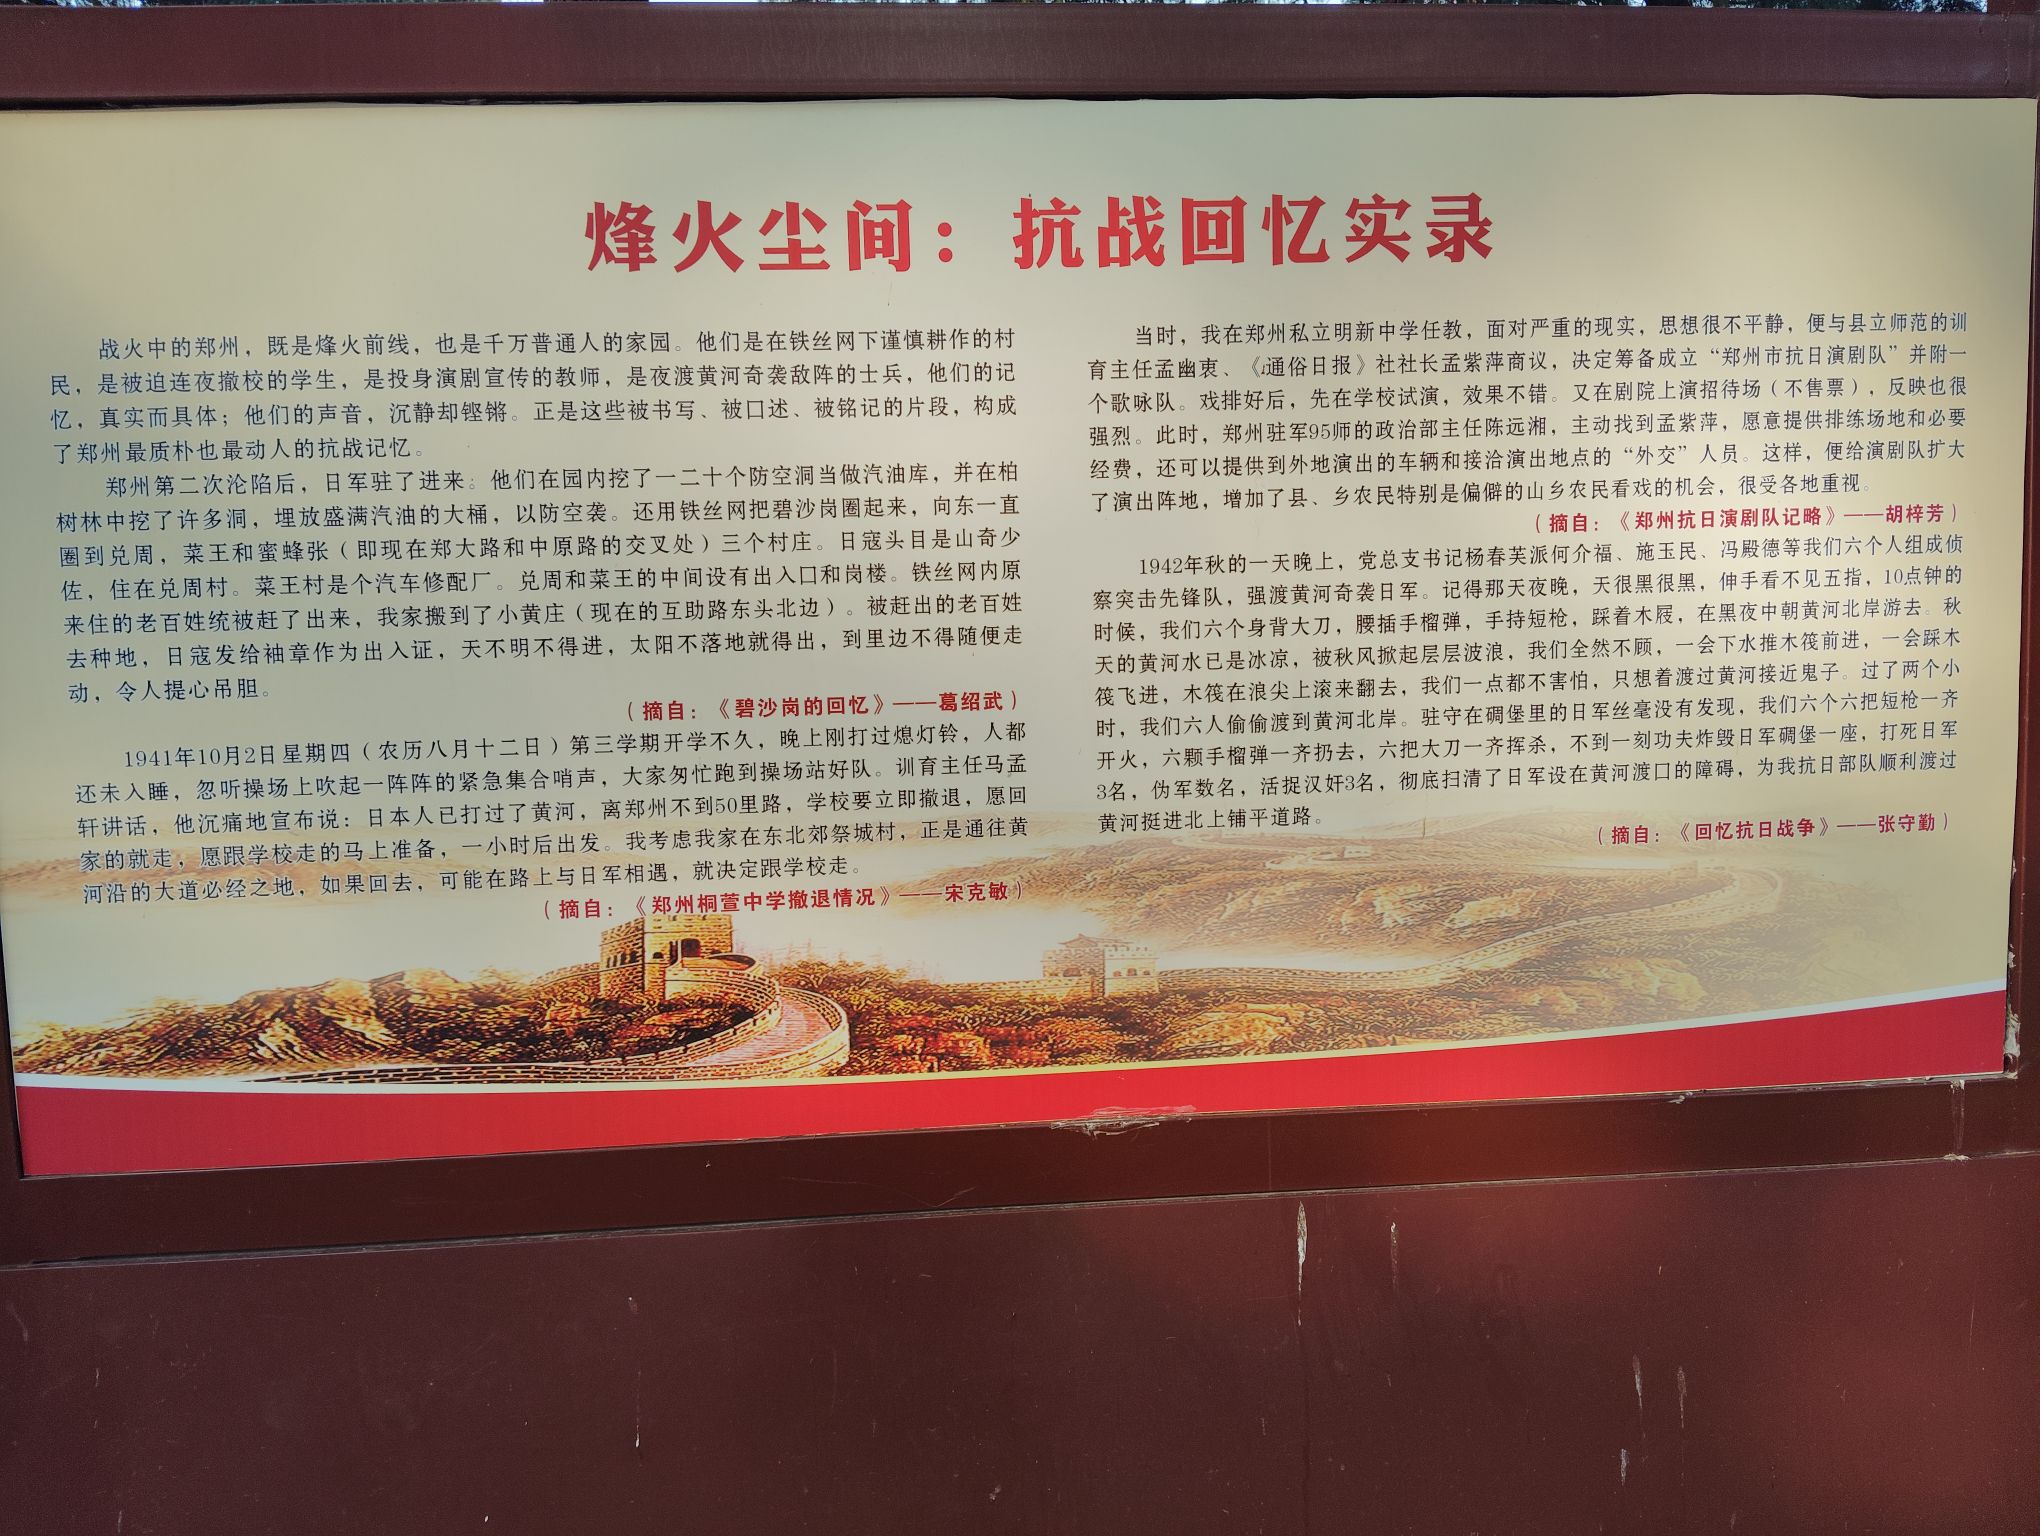 烽火尘间：抗战回忆实录
战火中的郑州，既是烽火前线，也是千万普通人的家园。他们是在铁丝网下谨慎耕作的村
民，是被迫连夜撤校的学生，是投身演剧宣传的教师，是夜渡黄河奇袭敌阵的士兵，他们的记
忆，真实而具体；他们的声音，沉静却铿锵。正是这些被书写、被口述、被铭记的片段，构成
了郑州最质朴也最动人的抗战记忆。
郑州第二次沦陷后，日军驻了进来。他们在园内挖了一二十个防空洞当做汽油库，并在柏
树林中挖了许多洞，埋放盛满汽油的大桶，以防空袭。还用铁丝网把碧沙岗圈起来，向东一直
圈到兑周，菜王和蜜蜂张（即现在郑大路和中原路的交叉处）三个村庄。日寇头目是山奇少
佐，住在兑周村。菜王村是个汽车修配厂。兑周和菜王的中间设有出入口和岗楼。铁丝网内原
来住的老百姓统被赶了出来，我家搬到了小黄庄（现在的互助路东头北边）。被赶出的老百姓
去种地，日寇发给袖章作为出入证，天不明不得进，太阳不落地就得出，到里边不得随便走
动，令人提心吊胆。
（摘自：《碧沙岗的回忆》——葛绍武）
1941年10月2日星期四（农历八月十二日）第三学期开学不久，晚上刚打过熄灯铃，人都
还未入睡，忽听操场上吹起一阵阵的紧急集合哨声，大家匆忙跑到操场站好队。训育主任马孟
轩讲话，他沉痛地宣布说：日本人已打过了黄河，离郑州不到50里路，学校要立即撤退，愿回
家的就走，愿跟学校走的马上准备，一小时后出发。我考虑我家在东北郊祭城村，正是通往黄
河沿的大道必经之地，如果回去，可能在路上与日军相遇，就决定跟学校走。
（摘自：《郑州桐萱中学撤退情况》——宋克敏）
当时，我在郑州私立明新中学任教，面对严重的现实，思想很不平静，便与县立师范的训
育主任孟幽衷、《通俗日报》社社长孟紫萍商议，决定筹备成立“郑州市抗日演剧队”并附一
个歌咏队。戏排好后，先在学校试演，效果不错。又在剧院上演招待场（不售票），反映也很
强烈。此时，郑州驻军95师的政治部主任陈远湘，主动找到孟紫萍，愿意提供排练场地和必要
经费，还可以提供到外地演出的车辆和接洽演出地点的“外交”人员。这样，便给演剧队扩大
了演出阵地，增加了县、乡农民特别是偏僻的山乡农民看戏的机会，很受各地重视。
（摘自：《郑州抗日演剧队记略》——胡梓芳）
1942年秋的一天晚上，党总支书记杨春芙派何介福、施玉民、冯殿德等我们六个人组成侦
察突击先锋队，强渡黄河奇袭日军。记得那天夜晚，天很黑很黑，伸手看不见五指，10点钟的
时候，我们六个身背大刀，腰插手榴弹，手持短枪，踩着木屐，在黑夜中朝黄河北岸游去。秋
天的黄河水已是冰凉，被秋风掀起层层波浪，我们全然不顾，一会下水推木筏前进，一会踩木
筏飞进，木筏在浪尖上滚来翻去，我们一点都不害怕，只想着渡过黄河接近鬼子。过了两个小
时，我们六人偷偷渡到黄河北岸。驻守在碉堡里的日军丝毫没有发现，我们六个六把短枪一齐
开火，六颗手榴弹一齐扔去，六把大刀一齐挥杀，不到一刻功夫炸毁日军碉堡一座，打死日军
3名，伪军数名，活捉汉奸3名，彻底扫清了日军设在黄河渡口的障碍，为我抗日部队顺利渡过
黄河挺进北上铺平道路。
（摘自：《回忆抗日战争》——张守勤）